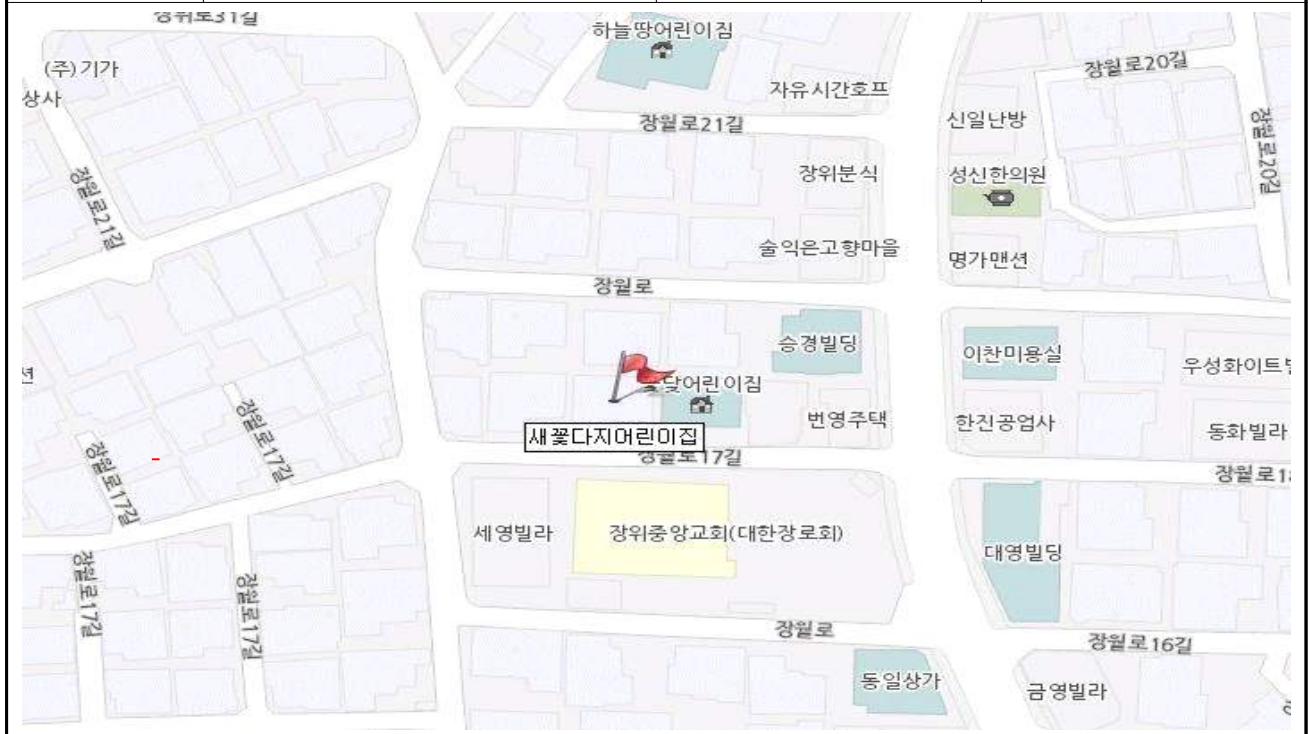 장위로31길
하늘땅어린이집
(주)기가
상사
자유시간호프
장월로20길
장월로21길
신일난방
장월로20길
장위분식
성신한의원
장월로21길
술익은고향마을
명가맨션
장월로
승경빌딩
이찬미용실
우성화이트
닻어린이집
번영주택
한진공업사
동화빌라
새꽃다지어린이집
장월로17길
장월로17길
장월로17길
장월로1
세영빌라
장위중앙교회(대한장로회)
대영빌딩
장월로17길
장월로17길
장월로
장월로16길
동일상가
금영빌라